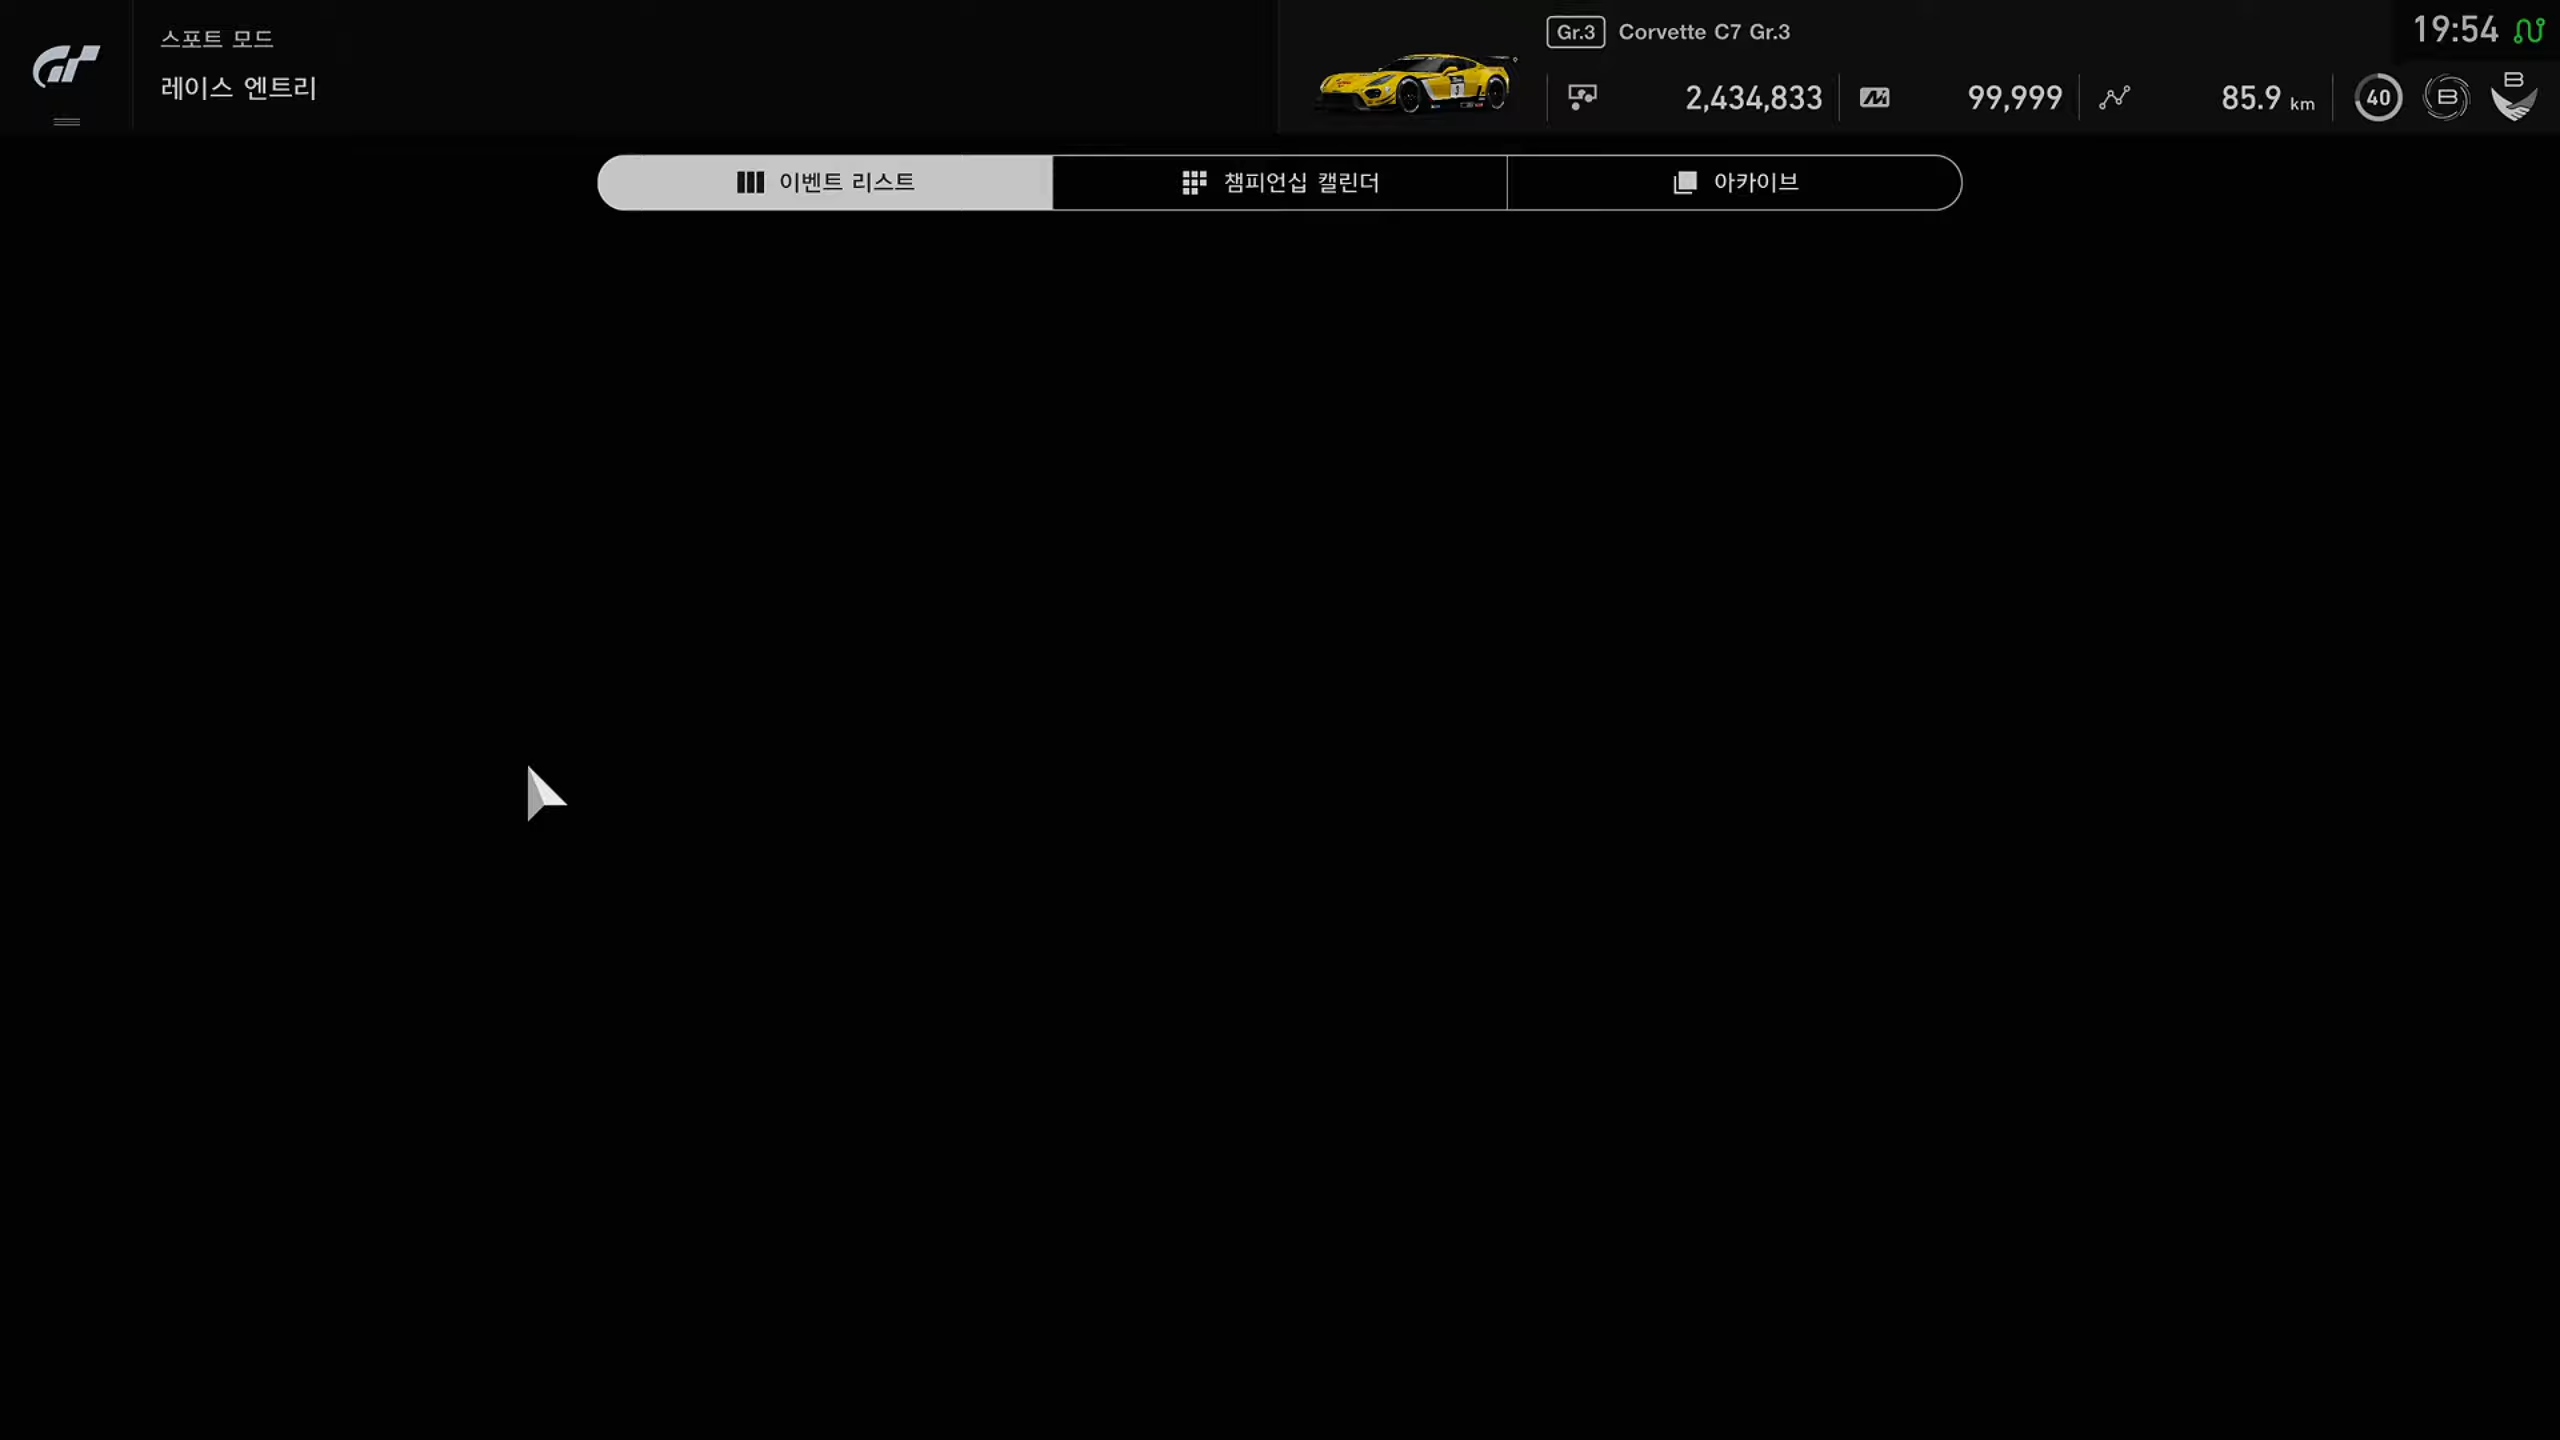 스포트 모드
레이스 엔트리
Gr.3 Corvette C7 Gr.3
19:54
2,434,833
99,999
85.9 km
40
B
B
이벤트 리스트
챔피언십 캘린더
아카이브